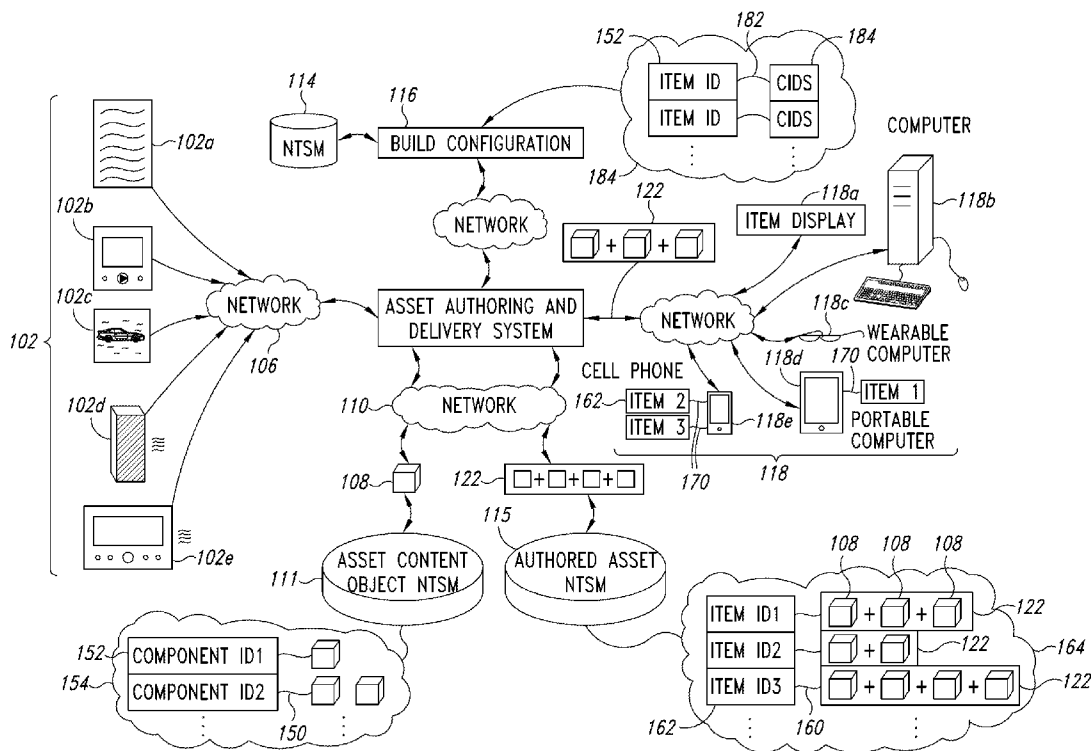 152
182
184
ITEM ID
CIDS
ITEM ID
CIDS
184
114
NTSM
116
BUILD CONFIGURATION
COMPUTER
118b
102a
102b
102c
102
102d
102e
NETWORK
106
NETWORK
122
118a
ITEM DISPLAY
ASSET AUTHORING AND
DELIVERY SYSTEM
NETWORK
118c
WEARABLE
COMPUTER
118d
170
ITEM 1
PORTABLE
COMPUTER
CELL PHONE
162
ITEM 2
ITEM 3
118e
170
118
110
NETWORK
108
122
115
ASSET CONTENT
OBJECT NTSM
111
AUTHORED ASSET
NTSM
152
COMPONENT ID1
154
COMPONENT ID2
150
108
108
108
ITEM ID1
122
ITEM ID2
122
164
ITEM ID3
122
162
160